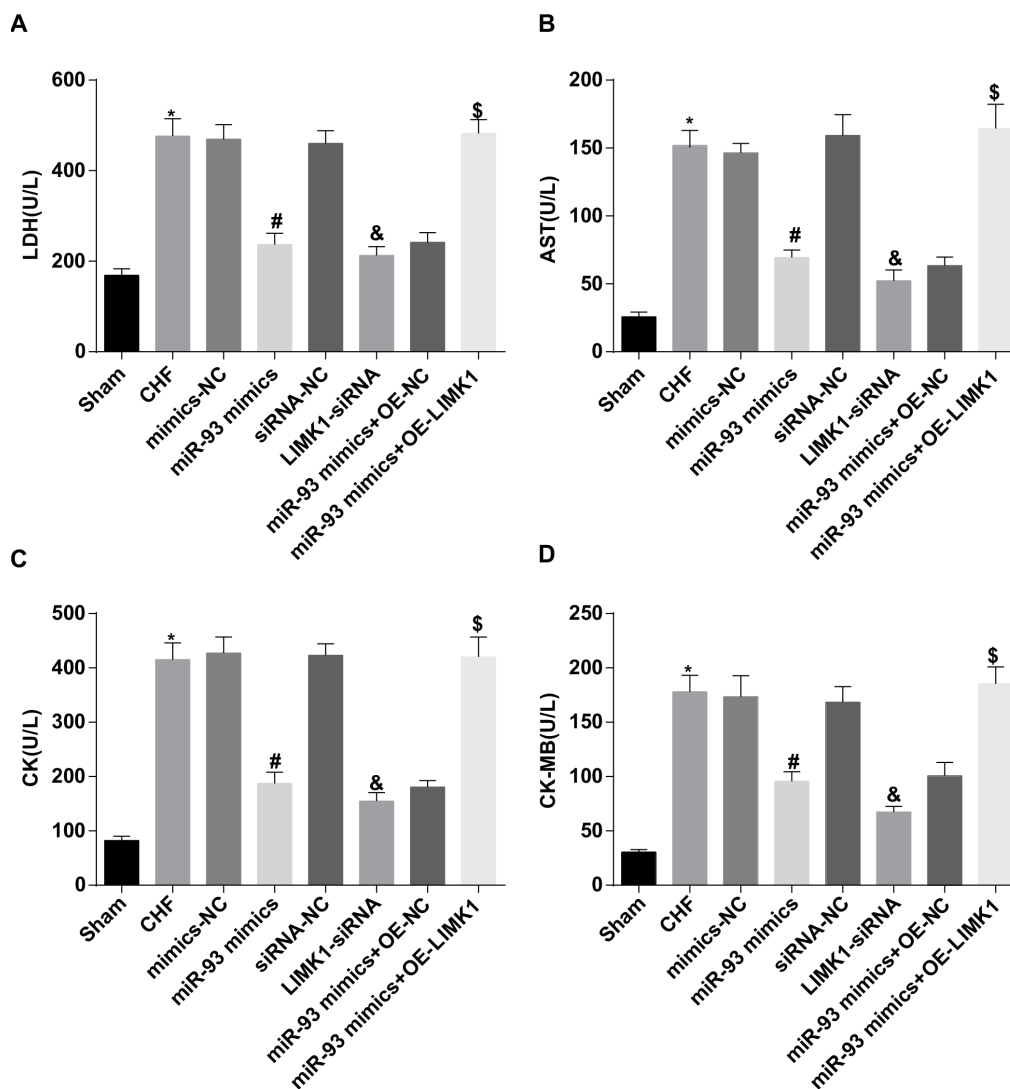 A
LDH(U/L)
600
400
200
0
*
#
&
$
Sham
CHF
mimics-NC
miR-93 mimics
siRNA-NC
LIMK1-siRNA
miR-93 mimics+OE-NC
miR-93 mimics+OE-LIMK1
B
AST(U/L)
200
150
100
50
0
*
#
&
$
Sham
CHF
mimics-NC
miR-93 mimics
siRNA-NC
LIMK1-siRNA
miR-93 mimics+OE-NC
miR-93 mimics+OE-LIMK1
C
CK(U/L)
500
400
300
200
100
0
*
#
&
$
Sham
CHF
mimics-NC
miR-93 mimics
siRNA-NC
LIMK1-siRNA
miR-93 mimics+OE-NC
miR-93 mimics+OE-LIMK1
D
CK-MB(U/L)
250
200
150
100
50
0
*
#
&
$
Sham
CHF
mimics-NC
miR-93 mimics
siRNA-NC
LIMK1-siRNA
miR-93 mimics+OE-NC
miR-93 mimics+OE-LIMK1